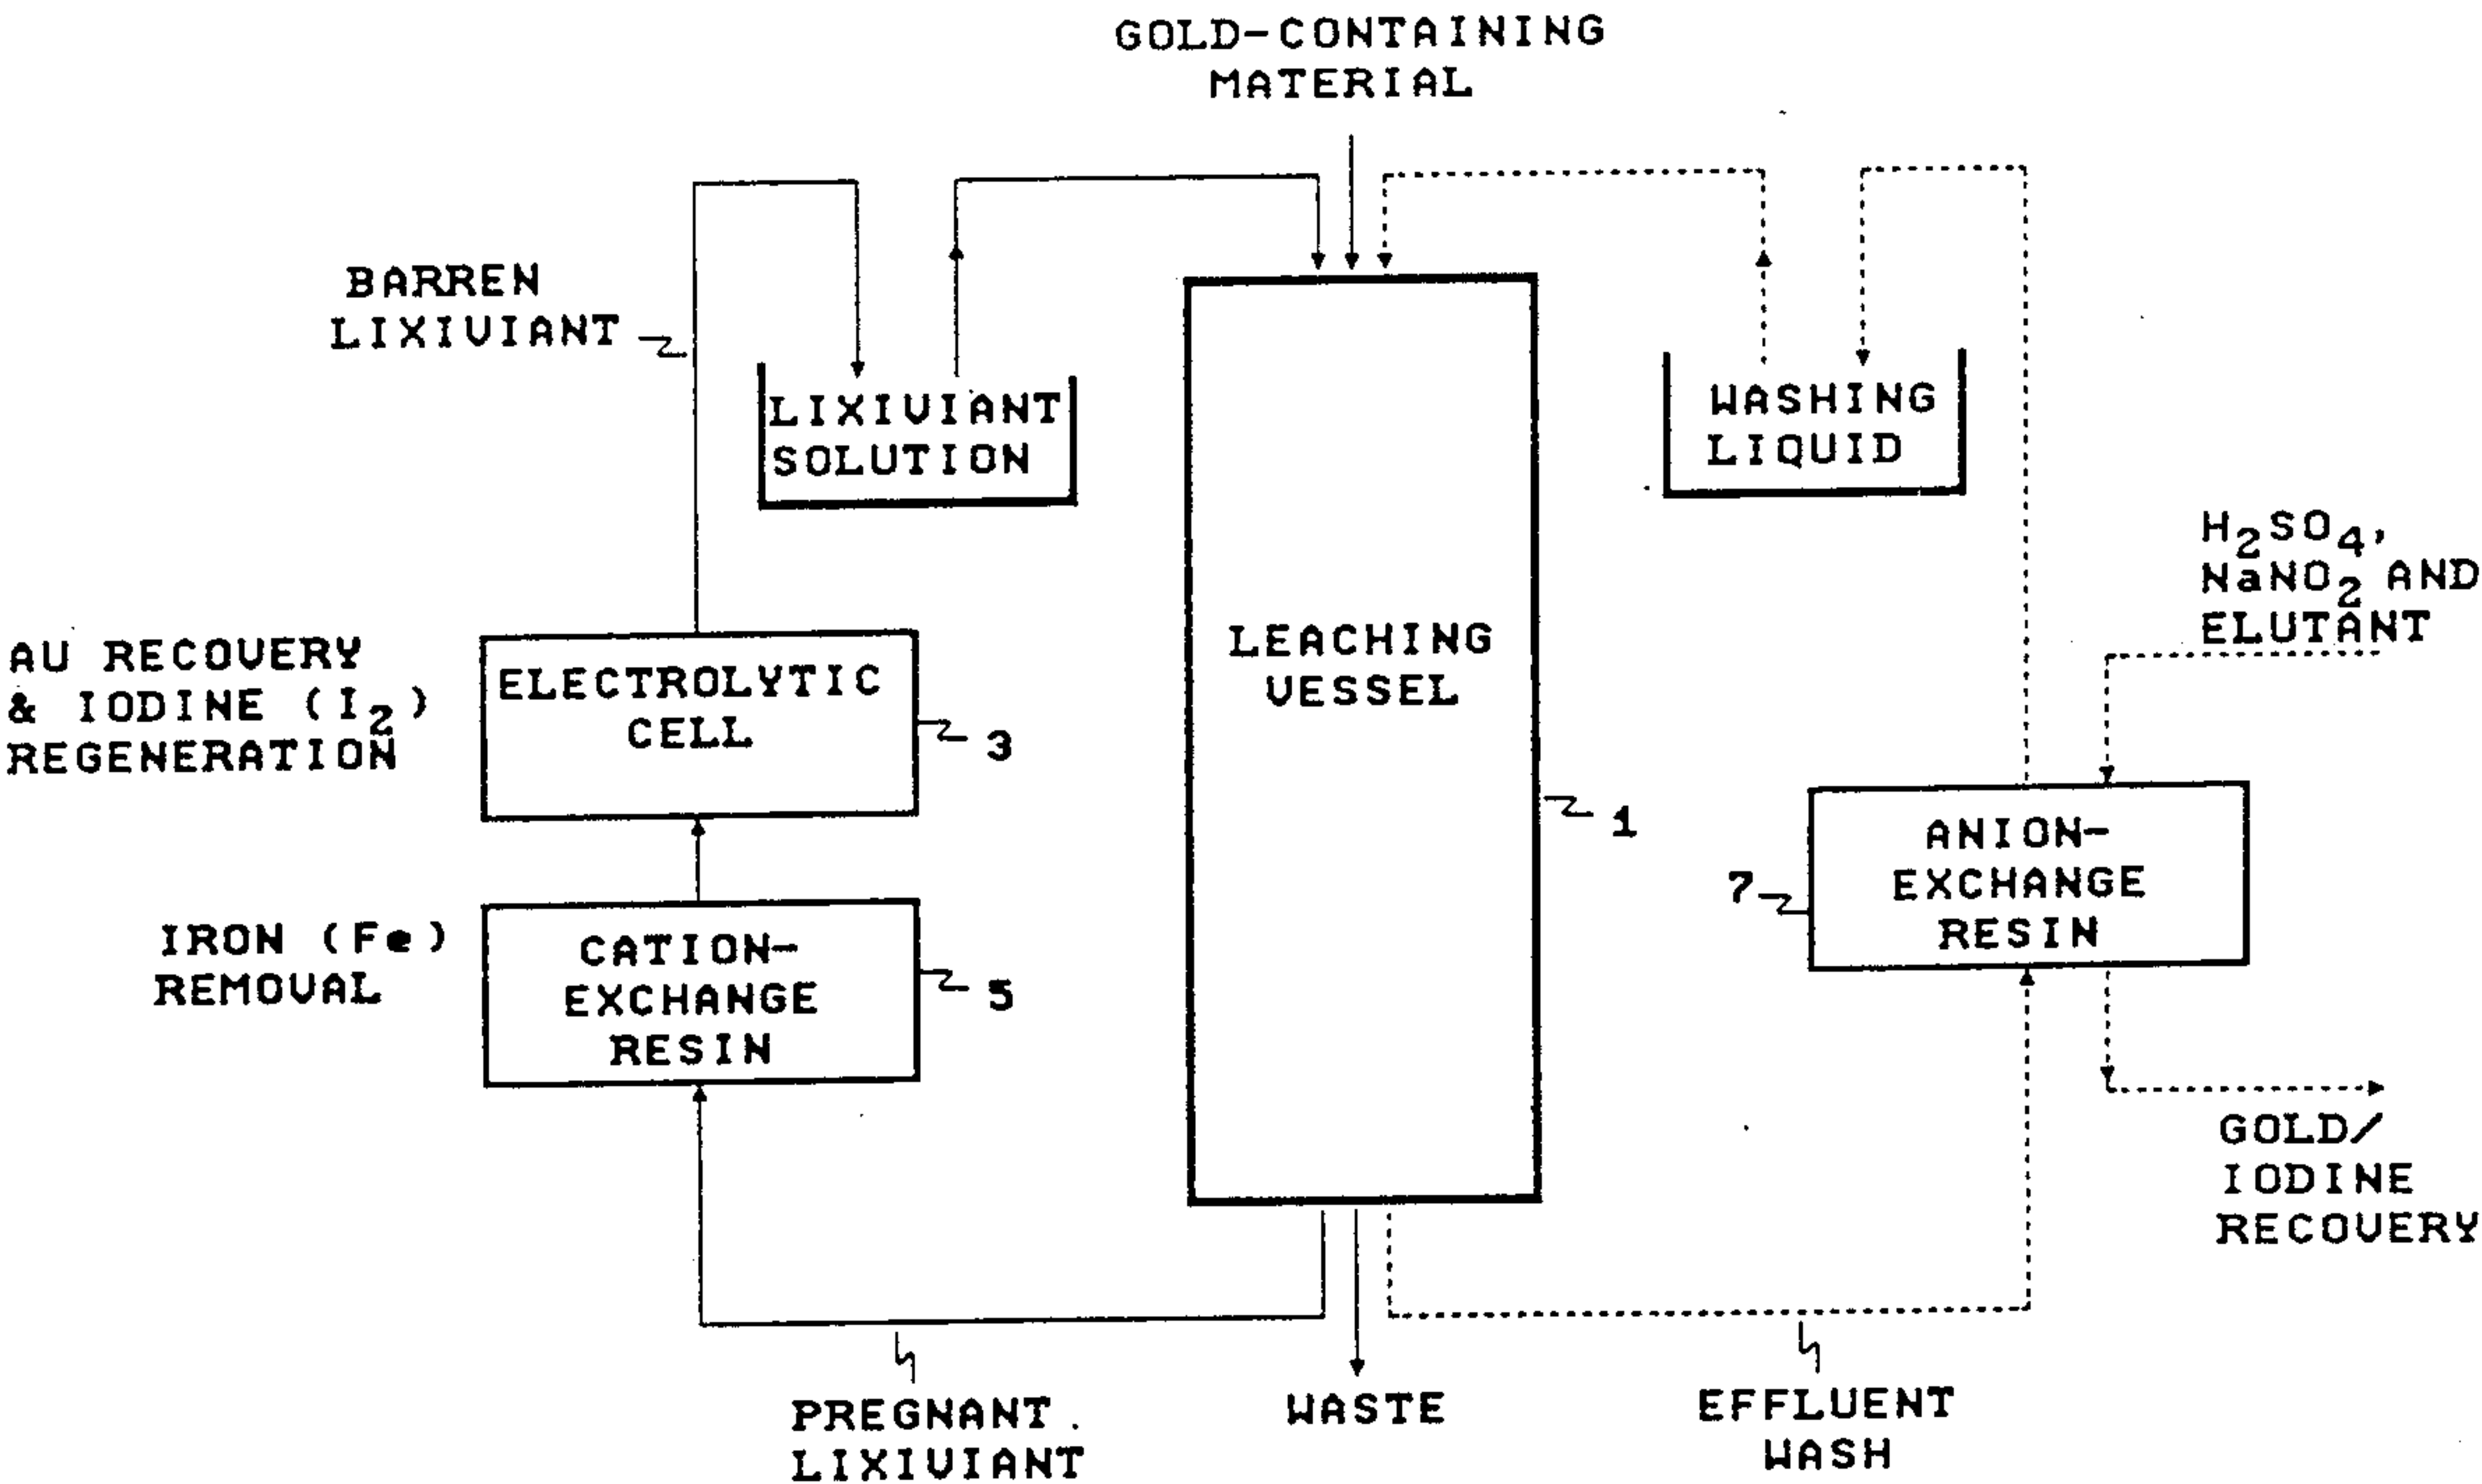 GOLD-CONTAINING
MATERIAL
BARREN
LIXIVIANT
LIXIVIANT
SOLUTION
WASHING
LIQUID
H₂SO₄,
NaNO₂ AND
ELUTANT
AU RECOVERY
& IODINE (I₂)
REGENERATION
ELECTROLYTIC
CELL
3
LEACHING
VESSEL
1
ANION-
EXCHANGE
RESIN
7
IRON (Fe)
REMOVAL
CATION-
EXCHANGE
RESIN
5
GOLD/
IODINE
RECOVERY
PREGNANT
LIXIVIANT
WASTE
EFFLUENT
WASH